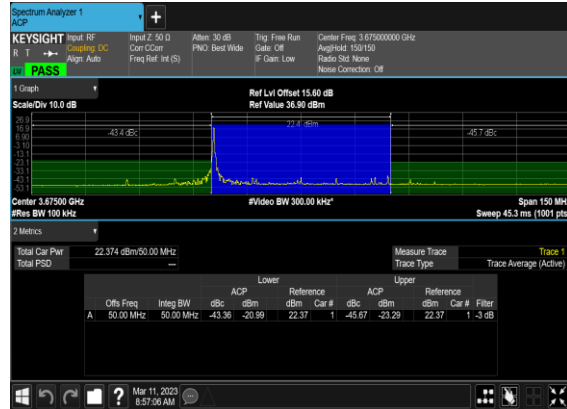 Spectrum Analyzer 1
ACP
+
KEYSIGHT Input: RF Input Z: 50 Ω Atten: 30 dB Trig: Free Run Center Freq: 3.675000000 GHz
R T Coupling: DC Corr CCorr PNO: Best Wide Gate: Off Avg|Hold: 150/150
Align: Auto Freq Ref: Int (S) IF Gain: Low Radio Std: None
PASS Noise Correction: Off
1 Graph Ref Lvl Offset 15.60 dB
Scale/Div 10.0 dB Ref Value 36.90 dBm
26.9
16.9 22.4 dBm
6.90 -43.4 dBc -45.7 dBc
-3.10
-13.1
-23.1
-33.1
-43.1
-53.1
Center 3.67500 GHz #Video BW 300.00 kHz* Span 150 MHz
#Res BW 100 kHz Sweep 45.3 ms (1001 pts
2 Metrics
Total Car Pwr 22.374 dBm/50.00 MHz Measure Trace Trace 1
Total PSD --- Trace Type Trace Average (Active)
Lower Upper
ACP Reference ACP Reference
Offs Freq Integ BW dBc dBm dBm Car # dBc dBm dBm Car # Filter
A 50.00 MHz 50.00 MHz -43.36 -20.99 22.37 1 -45.67 -23.29 22.37 1 -3 dB
? Mar 11, 2023
8:57:06 AM